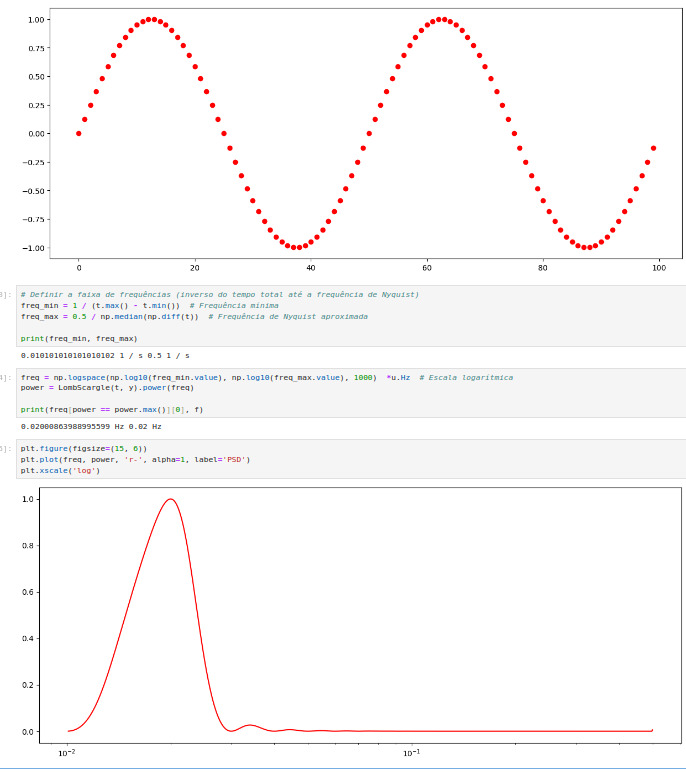 1.00
0.75
0.50
0.25
0.00
−0.25
−0.50
−0.75
−1.00
0 20 40 60 80 100
]:
# Definir a faixa de frequências (inverso do tempo total até a frequência de Nyquist)
freq_min = 1 / (t.max() - t.min())  # Frequência mínima
freq_max = 0.5 / np.median(np.diff(t))  # Frequência de Nyquist aproximada
print(freq_min, freq_max)
0.010101010101010102 1 / s 0.5 1 / s
4]:
freq = np.logspace(np.log10(freq_min.value), np.log10(freq_max.value), 1000)  *u.Hz  # Escala logarítmica
power = LombScargle(t, y).power(freq)
print(freq[power == power.max()][0], f)
0.02000863988995599 Hz 0.02 Hz
]:
plt.figure(figsize=(15, 6))
plt.plot(freq, power, 'r-', alpha=1, label='PSD')
plt.xscale('log')
1.0
0.8
0.6
0.4
0.2
0.0
10−2 10−1